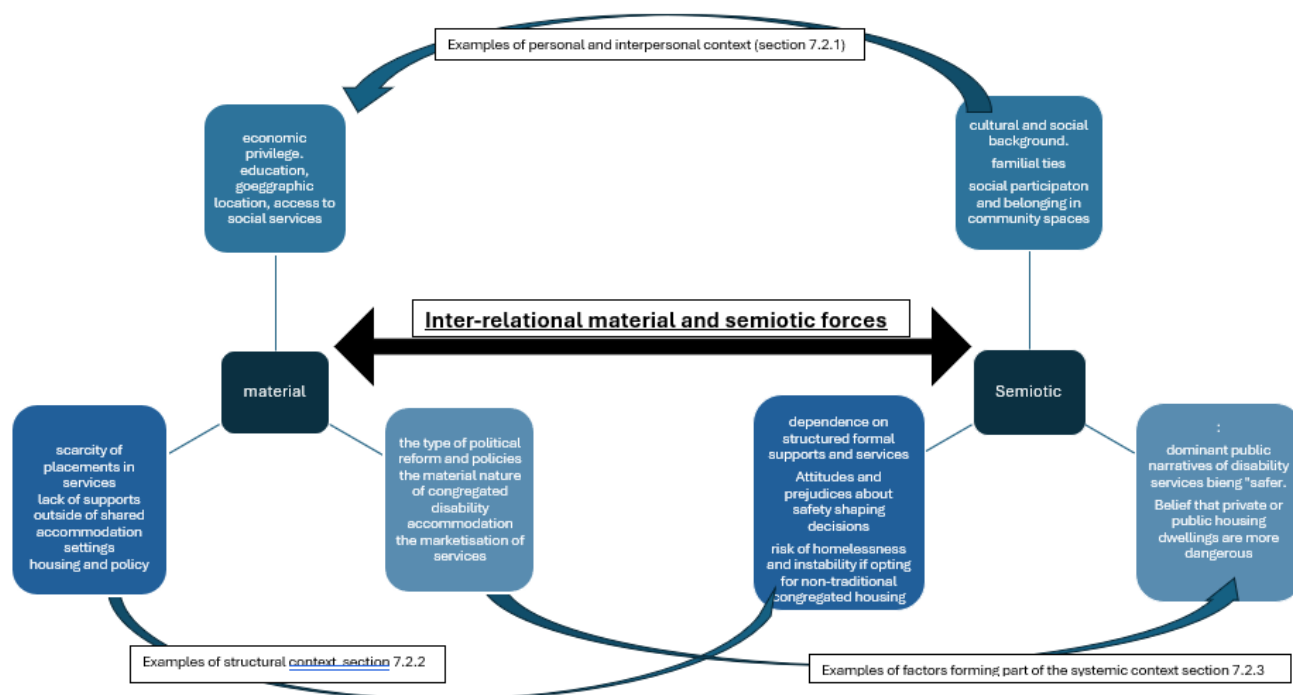 Examples of personal and interpersonal context (section 7.2.1)
economic
privilege.
education,
goeggraphic
location, access to
social services
cultural and social
background.
familial ties
social participaton
and belonging in
community spaces
Inter-relational material and semiotic forces
material
Semiotic
scarcity of
placements in
services
lack of supports
outside of shared
accommodation
settings
housing and policy
the type of political
reform and policies
the material nature
of congregated
disability
accommodation
the marketisation of
services
dependence on
structured formal
supports and services
Attitudes and
prejudices about
safety shaping
decisions
risk of homelessness
and instability if opting
for non-traditional
congregated housing
:
dominant public
narratives of disability
services bieng "safer.
Belief that private or
public housing
dwellings are more
dangerous
Examples of structural context section 7.2.2
Examples of factors forming part of the systemic context section 7.2.3